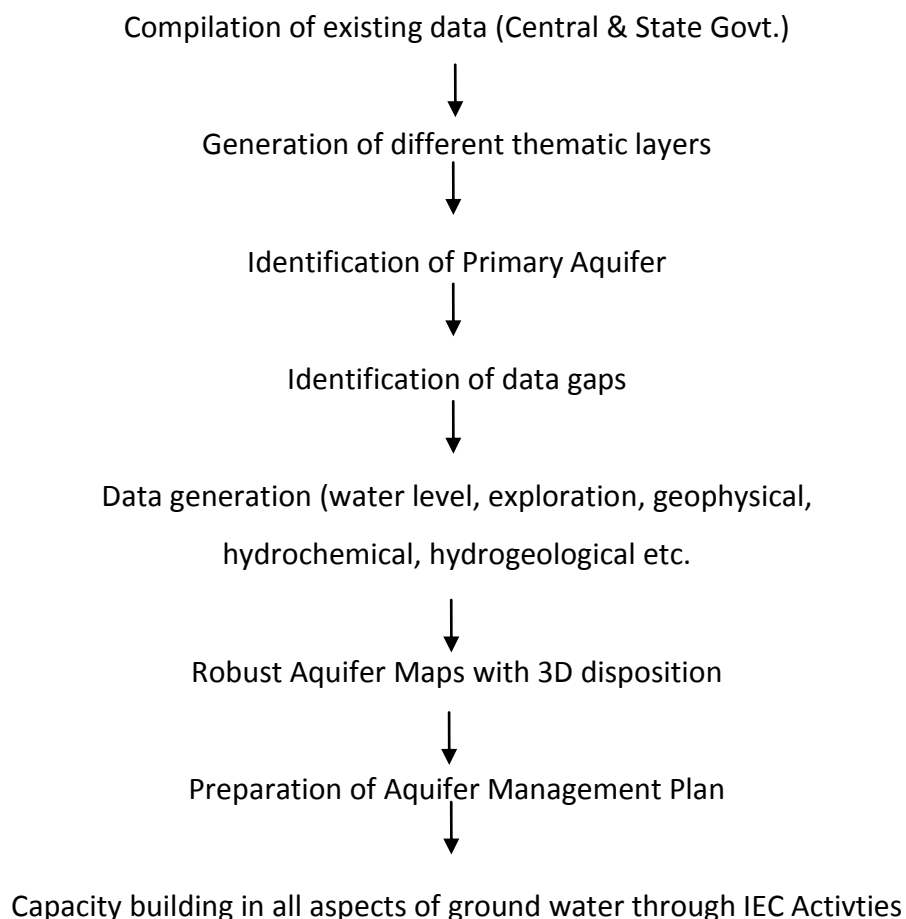 Compilation of existing data (Central & State Govt.)
Generation of different thematic layers
Identification of Primary Aquifer
Identification of data gaps
Data generation (water level, exploration, geophysical,
hydrochemical, hydrogeological etc.
Robust Aquifer Maps with 3D disposition
Preparation of Aquifer Management Plan
Capacity building in all aspects of ground water through IEC Activties